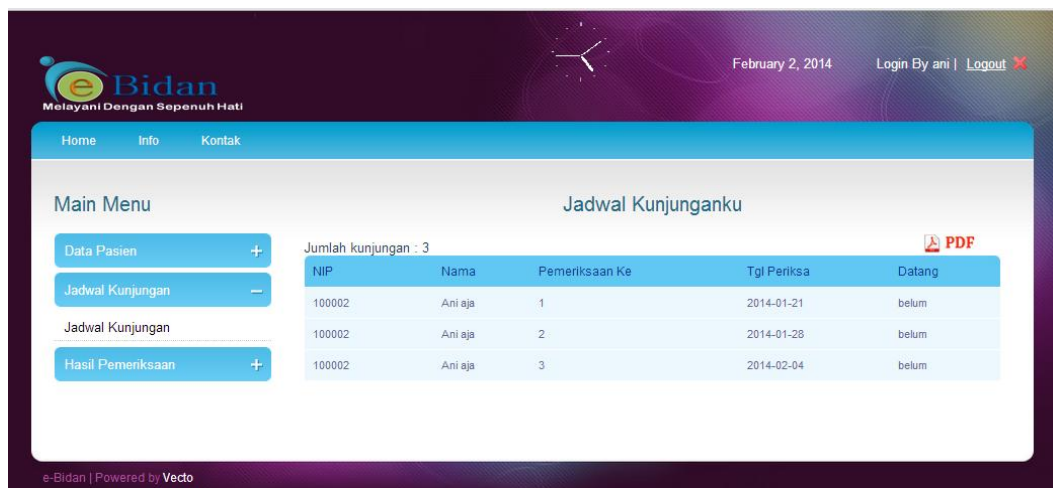 e Bidan
Melayani Dengan Sepenuh Hati
February 2, 2014 Login By ani | Logout
Home Info Kontak
Main Menu
Data Pasien +
Jadwal Kunjungan −
Jadwal Kunjungan
Hasil Pemeriksaan +
Jadwal Kunjunganku
Jumlah kunjungan : 3 PDF
NIP Nama Pemeriksaan Ke Tgl Periksa Datang
100002 Ani aja 1 2014-01-21 belum
100002 Ani aja 2 2014-01-28 belum
100002 Ani aja 3 2014-02-04 belum
e-Bidan | Powered by Vecto